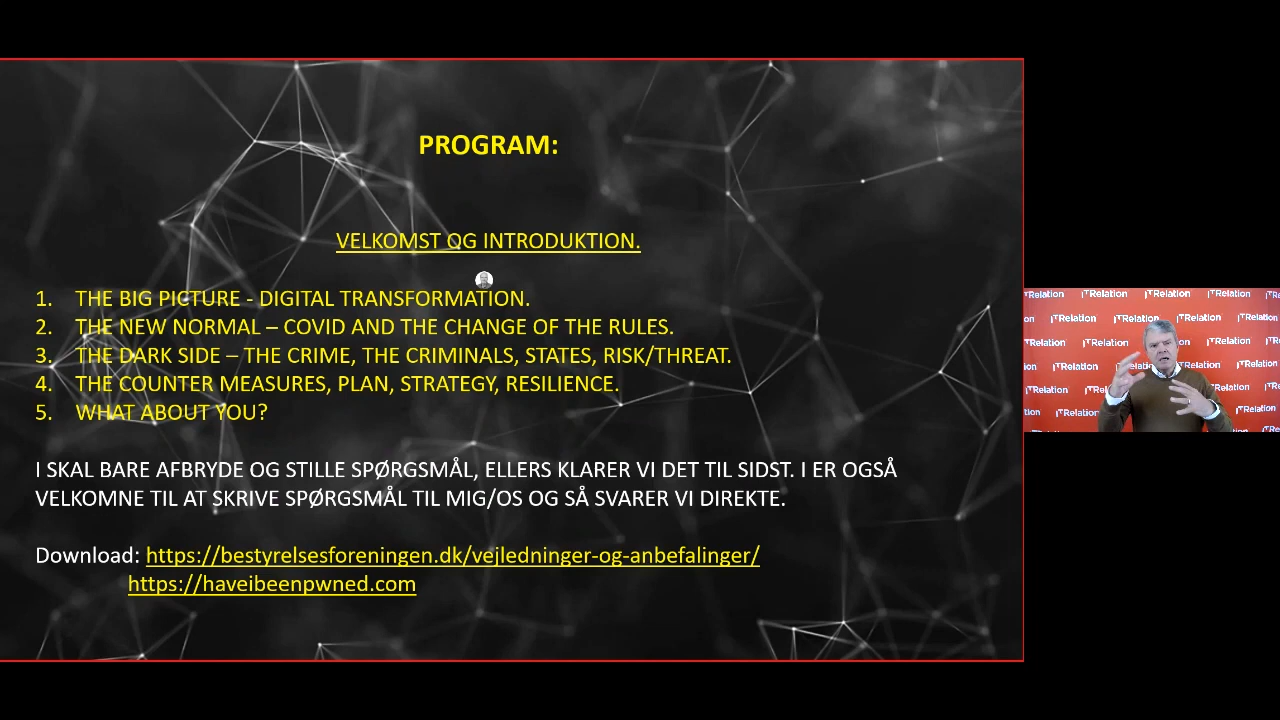 PROGRAM:
VELKOMST OG INTRODUKTION.
1. THE BIG PICTURE - DIGITAL TRANSFORMATION.
2. THE NEW NORMAL – COVID AND THE CHANGE OF THE RULES.
3. THE DARK SIDE – THE CRIME, THE CRIMINALS, STATES, RISK/THREAT.
4. THE COUNTER MEASURES, PLAN, STRATEGY, RESILIENCE.
5. WHAT ABOUT YOU?
I SKAL BARE AFBRYDE OG STILLE SPØRGSMÅL, ELLERS KLARER VI DET TIL SIDST. I ER OGSÅ
VELKOMNE TIL AT SKRIVE SPØRGSMÅL TIL MIG/OS OG SÅ SVARER VI DIREKTE.
Download: https://bestyrelsesforeningen.dk/vejledninger-og-anbefalinger/
https://haveibeenpwned.com
ITRelation